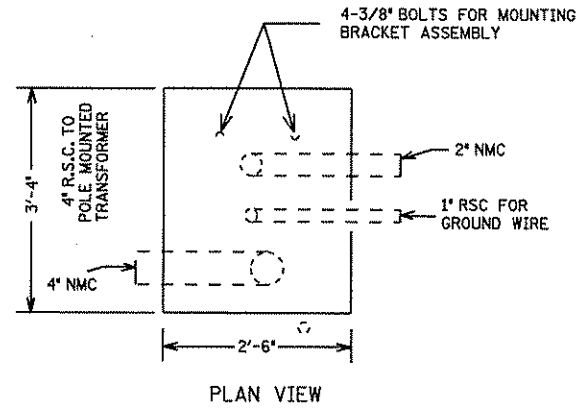 4-3/8" BOLTS FOR MOUNTING
BRACKET ASSEMBLY
3'-4"
4" R.S.C. TO
POLE MOUNTED
TRANSFORMER
2" NMC
1" RSC FOR
GROUND WIRE
4" NMC
2'-6"
PLAN VIEW